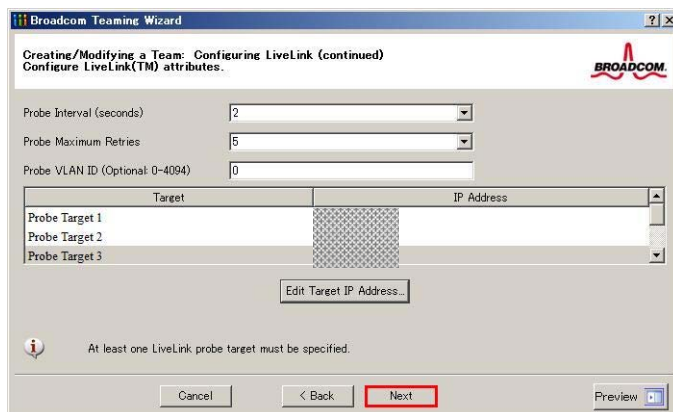 Broadcom Teaming Wizard
Creating/Modifying a Team: Configuring LiveLink (continued)
Configure LiveLink(TM) attributes.
BROADCOM.
Probe Interval (seconds) 2
Probe Maximum Retries 5
Probe VLAN ID (Optional: 0-4094) 0
Target IP Address
Probe Target 1
Probe Target 2
Probe Target 3
Edit Target IP Address...
At least one LiveLink probe target must be specified.
Cancel < Back Next Preview